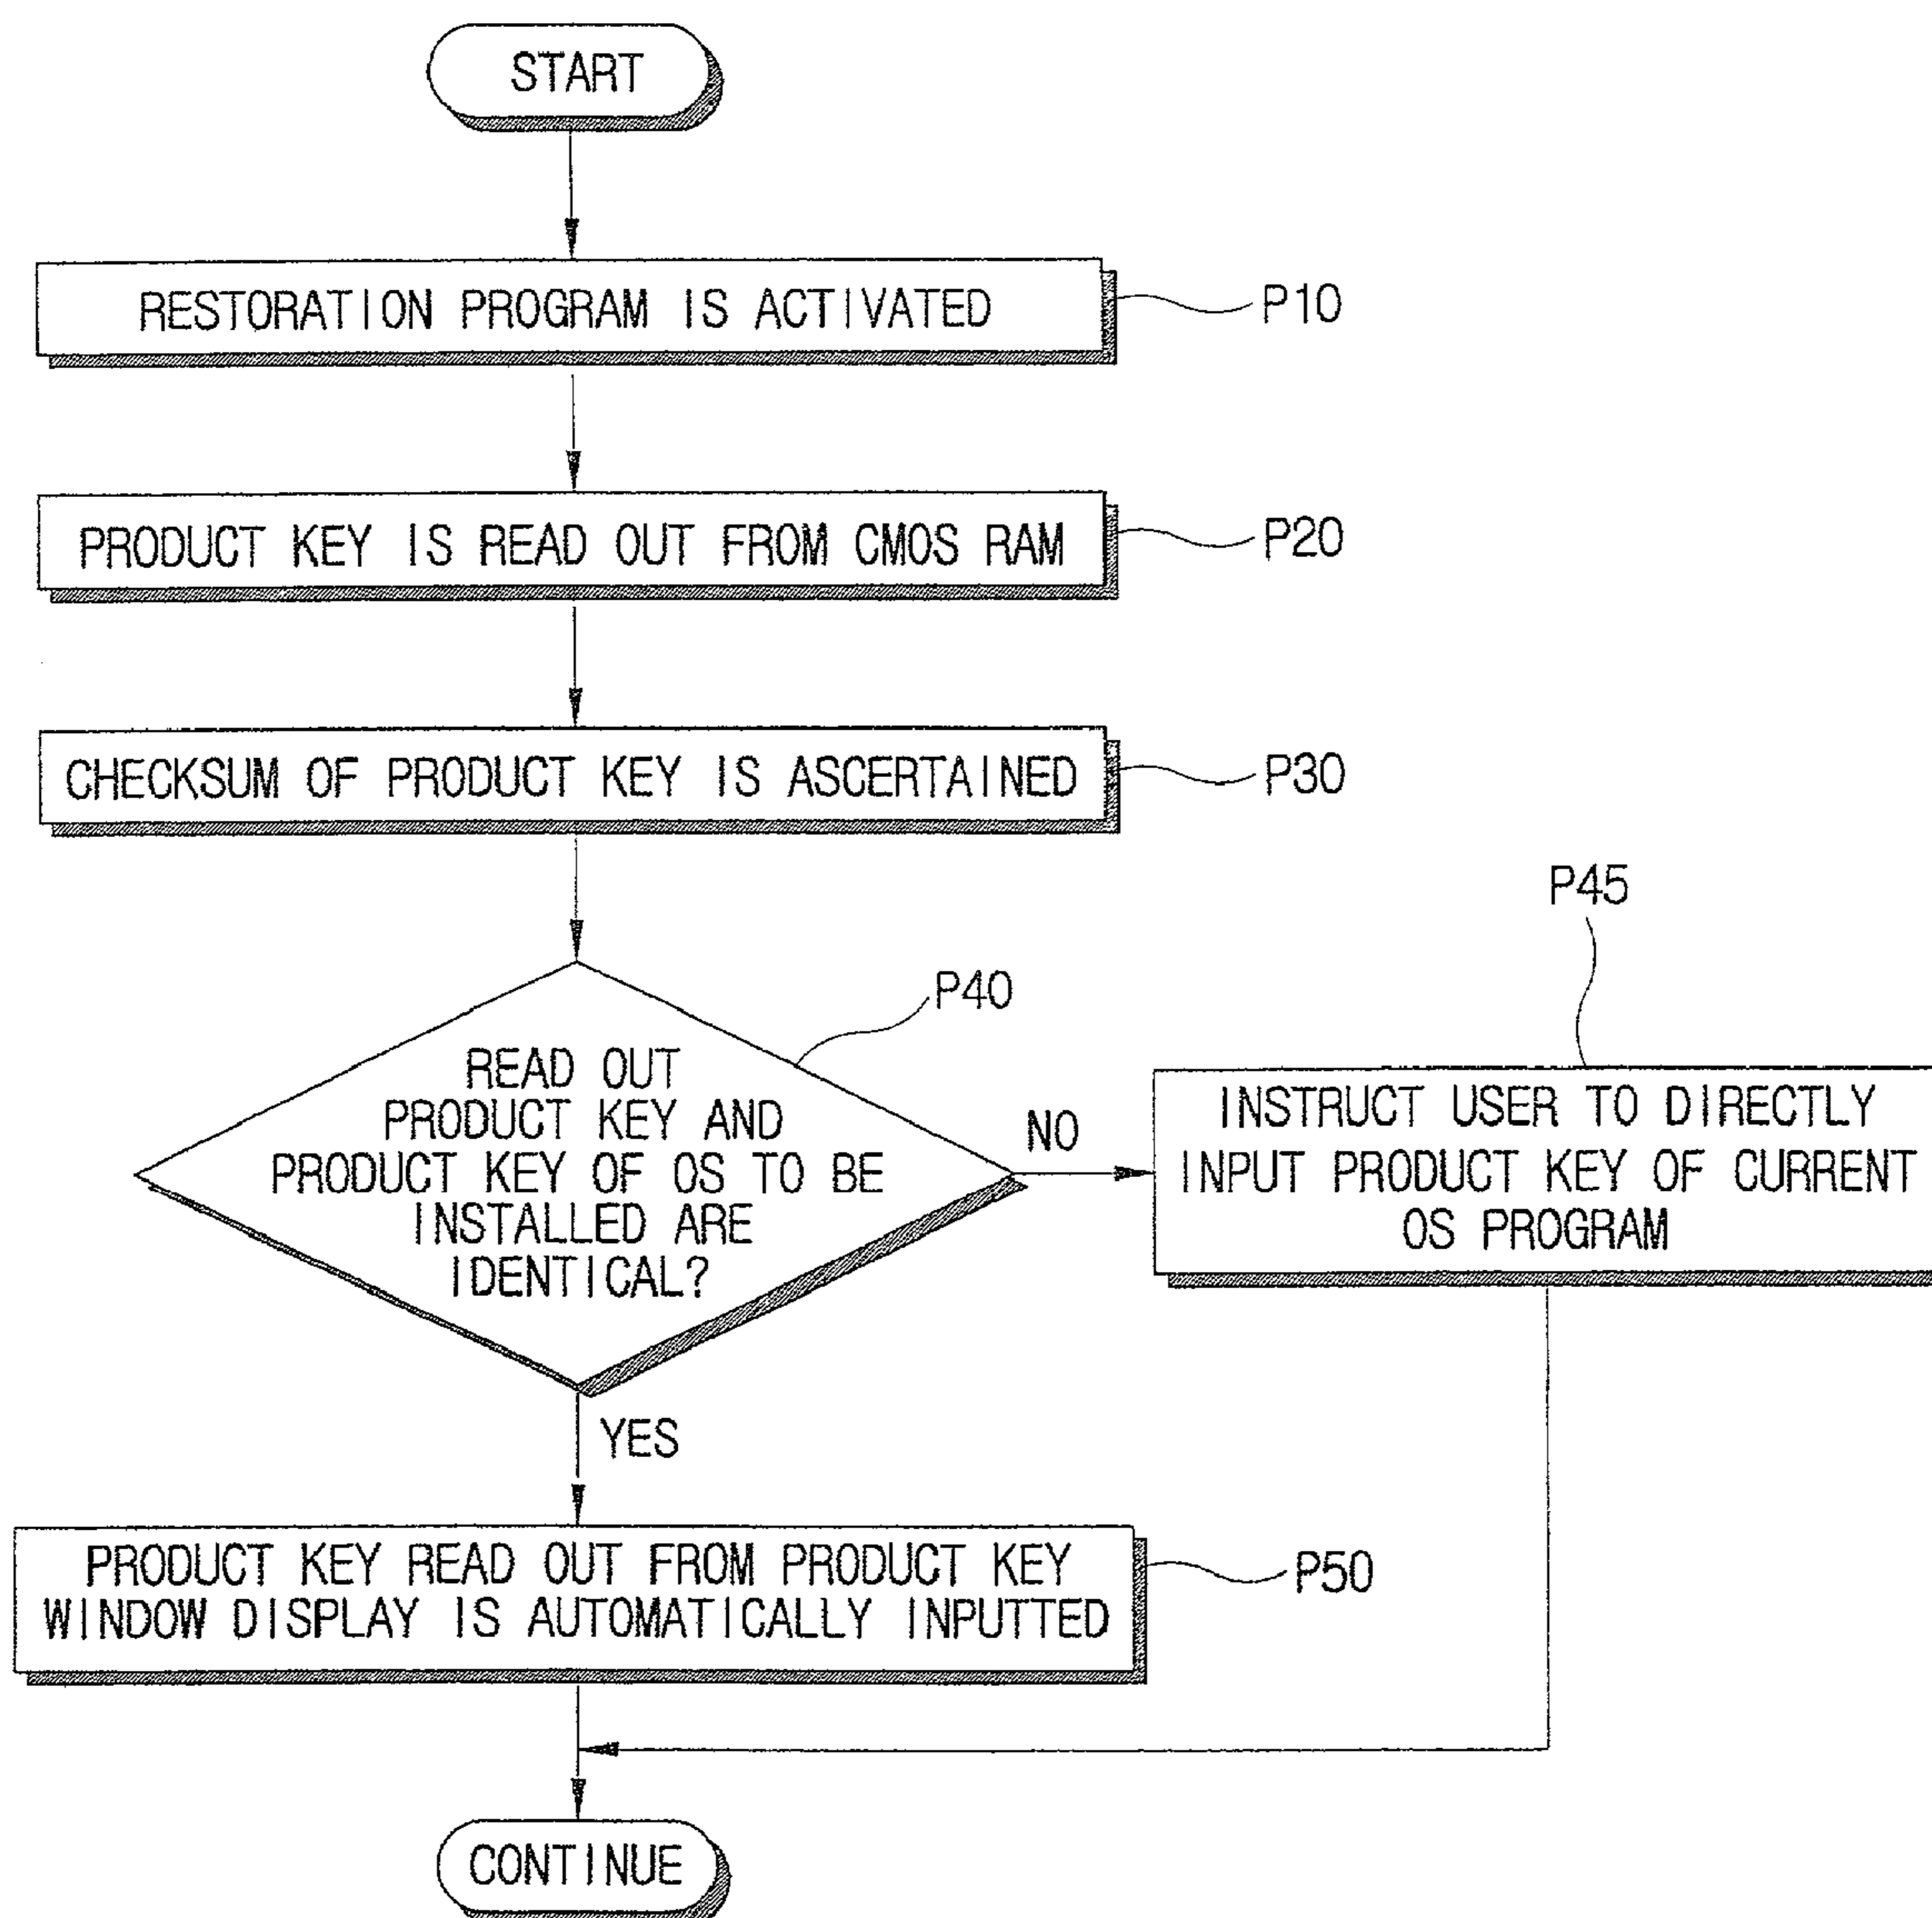 START
RESTORATION PROGRAM IS ACTIVATED
P10
PRODUCT KEY IS READ OUT FROM CMOS RAM
P20
CHECKSUM OF PRODUCT KEY IS ASCERTAINED
P30
P40
READ OUT
PRODUCT KEY AND
PRODUCT KEY OF OS TO BE
INSTALLED ARE
IDENTICAL?
NO
P45
INSTRUCT USER TO DIRECTLY
INPUT PRODUCT KEY OF CURRENT
OS PROGRAM
YES
PRODUCT KEY READ OUT FROM PRODUCT KEY
WINDOW DISPLAY IS AUTOMATICALLY INPUTTED
P50
CONTINUE